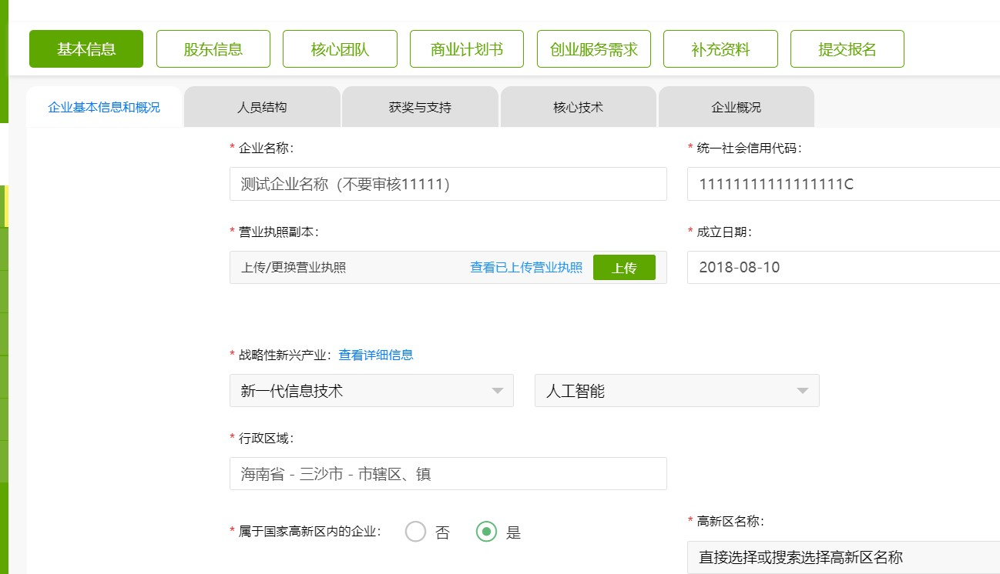 基本信息 股东信息 核心团队 商业计划书 创业服务需求 补充资料 提交报名
企业基本信息和概况 人员结构 获奖与支持 核心技术 企业概况
* 企业名称： * 统一社会信用代码：
测试企业名称（不要审核11111） 11111111111111111C
* 营业执照副本： * 成立日期：
上传/更换营业执照 查看已上传营业执照 上传 2018-08-10
* 战略性新兴产业： 查看详细信息
新一代信息技术 人工智能
* 行政区域：
海南省 - 三沙市 - 市辖区、镇
* 属于国家高新区内的企业： 否 是 * 高新区名称：
直接选择或搜索选择高新区名称